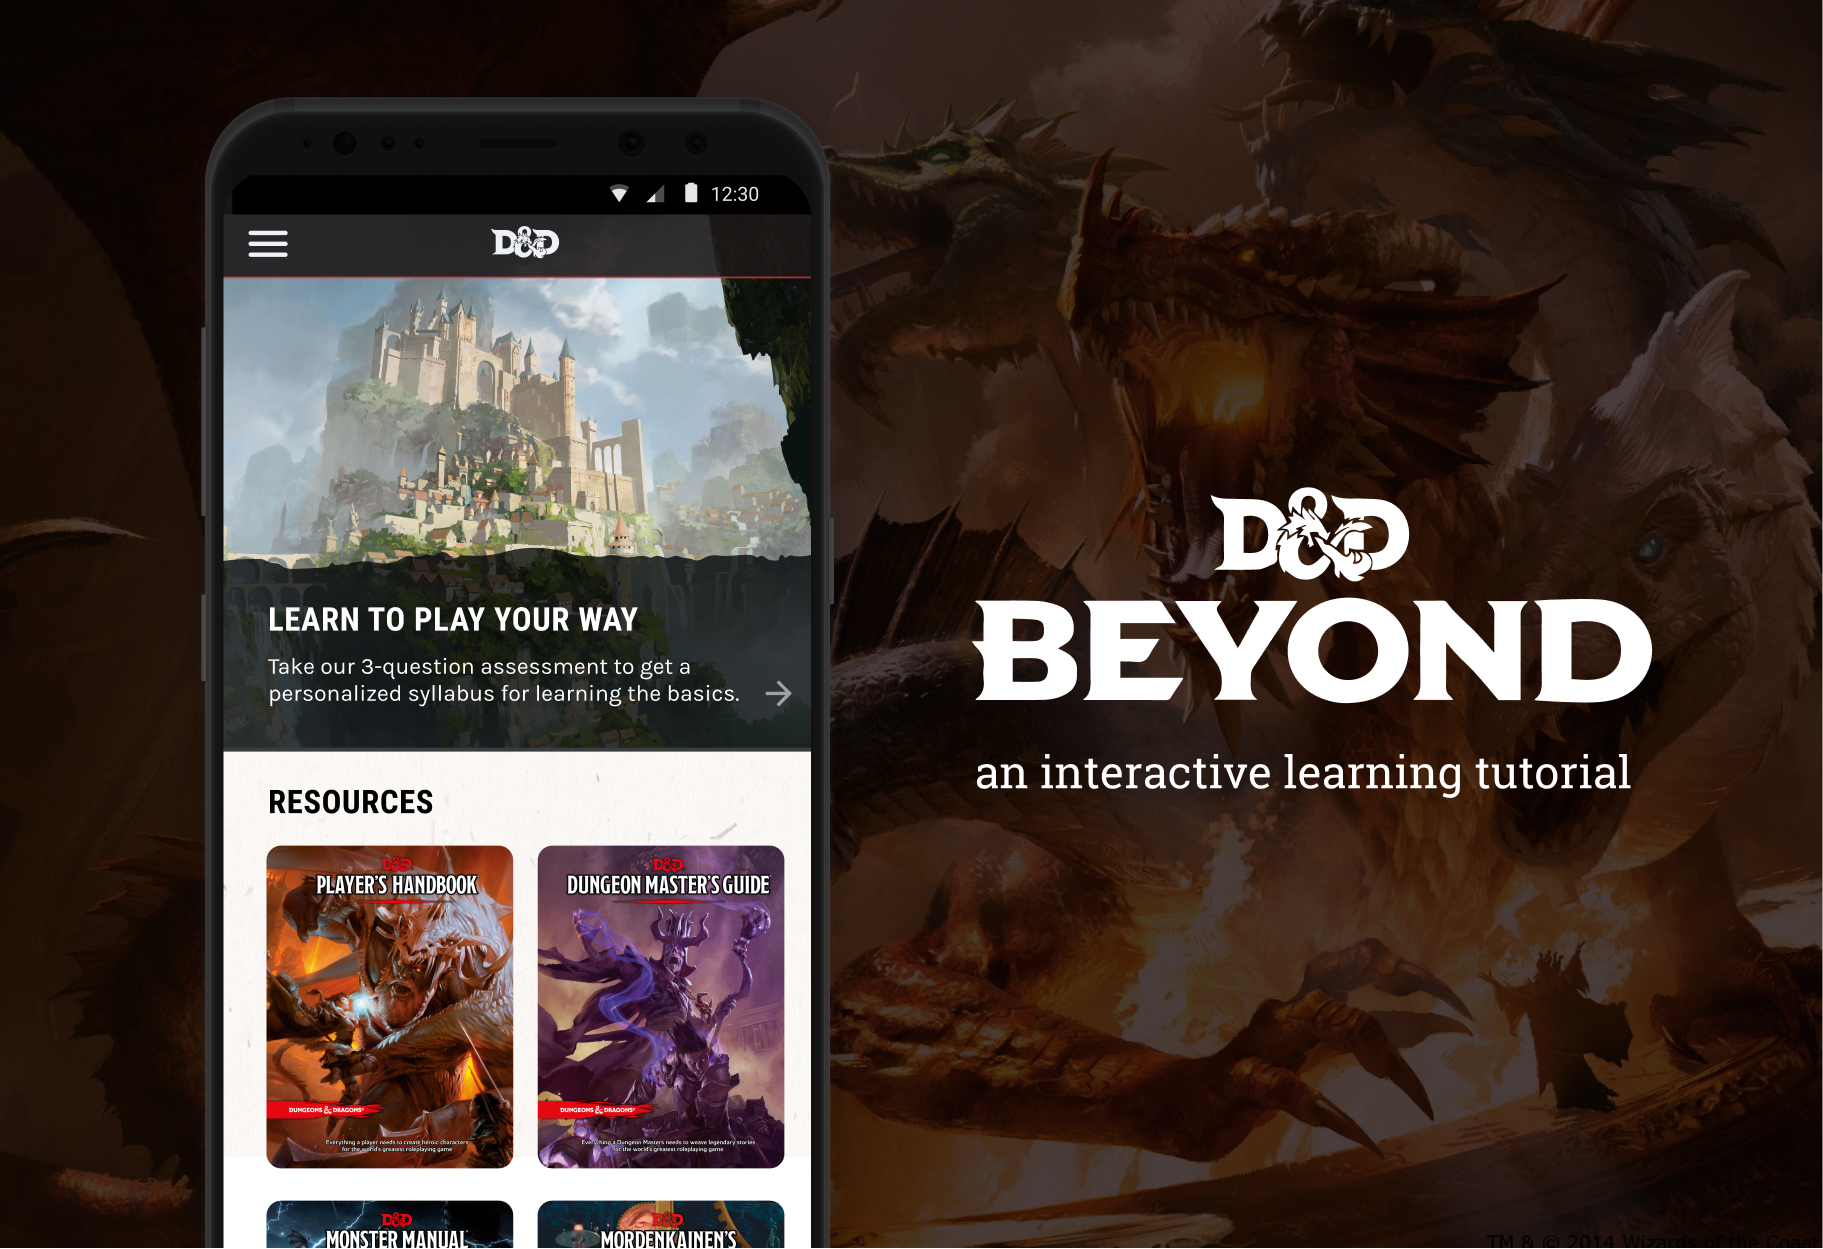 12:30
D&D
LEARN TO PLAY YOUR WAY
Take our 3-question assessment to get a
personalized syllabus for learning the basics.
RESOURCES
D&D
PLAYER'S HANDBOOK
DUNGEONS & DRAGONS®
Everything a player needs to create heroic characters
for the world's greatest roleplaying game
D&D
DUNGEON MASTER'S GUIDE
DUNGEONS & DRAGONS®
Everything a Dungeon Masters needs to weave legendary stories
for the world's greatest roleplaying game
D&D
MONSTER MANUAL
D&D
MORDENKAINEN'S
D&D
BEYOND
an interactive learning tutorial
TM & © 2014 Wizards of the Coast